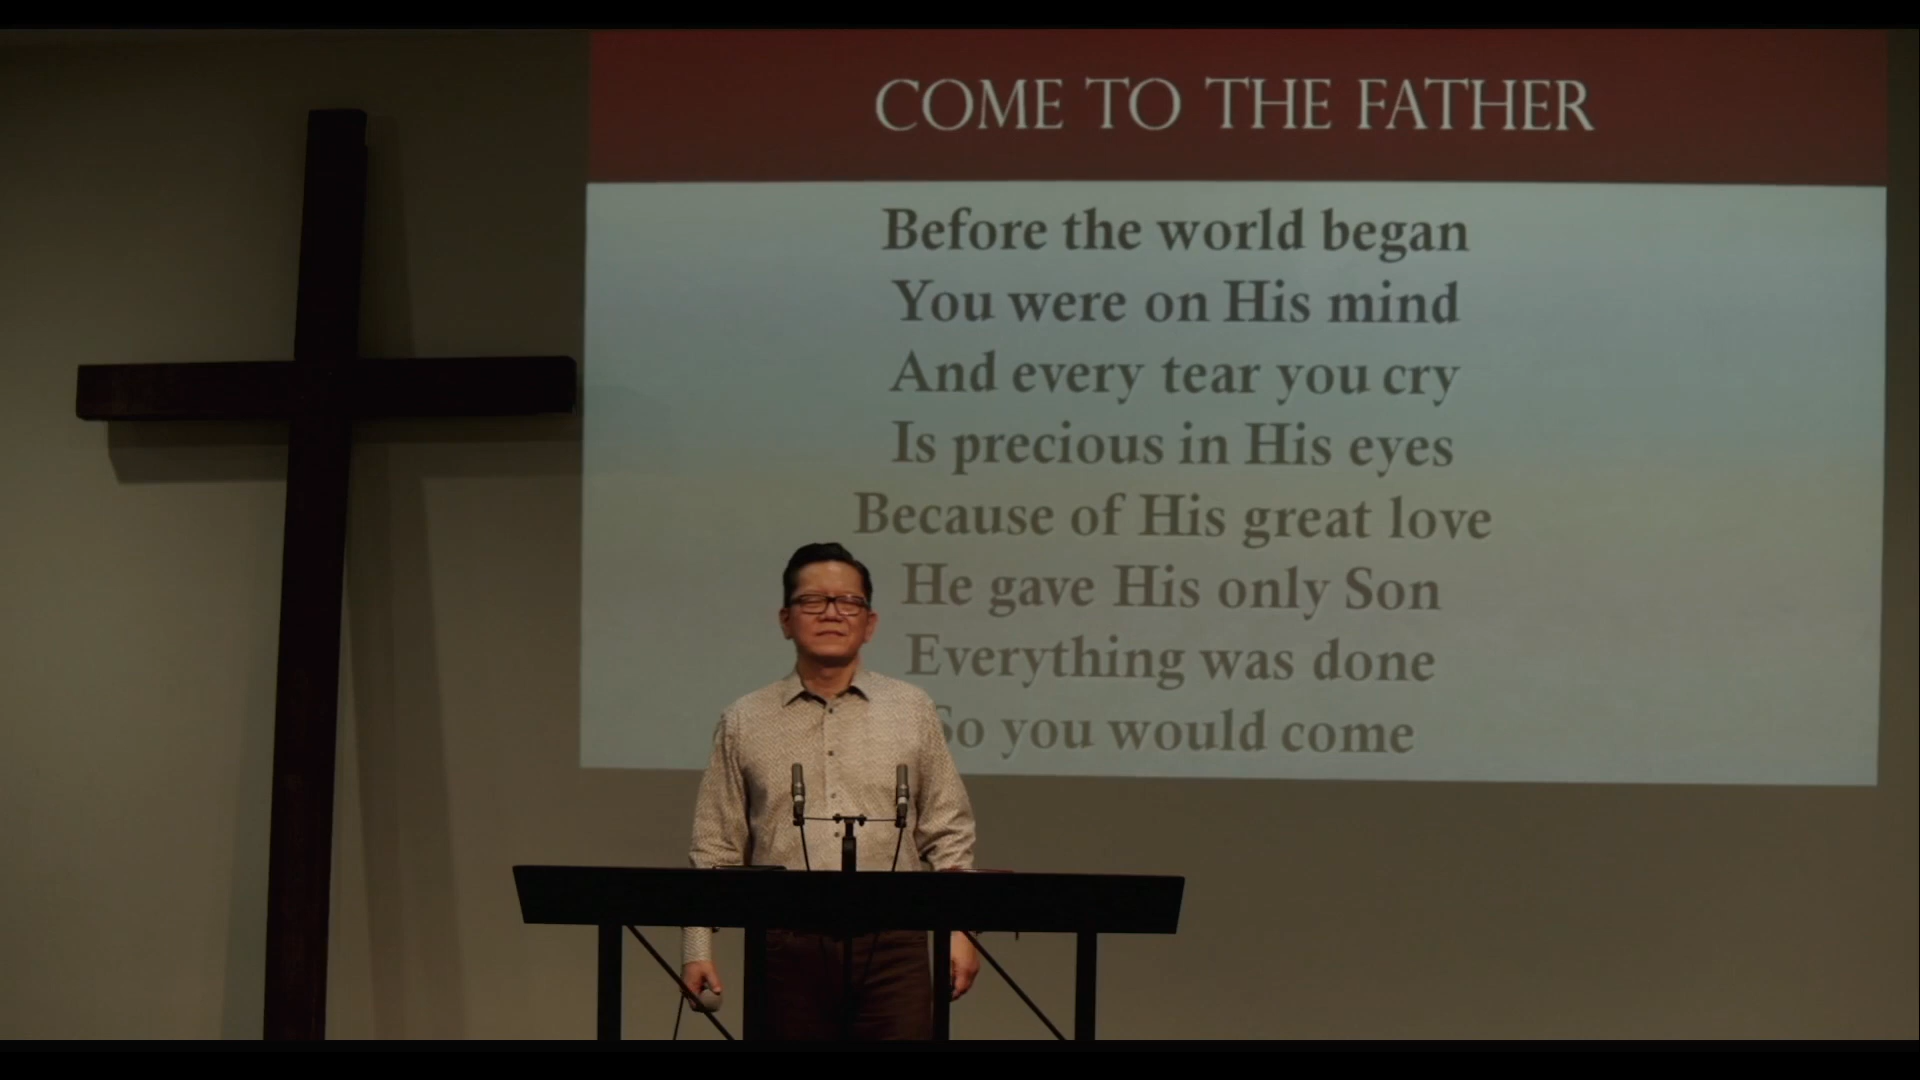 COME TO THE FATHER
Before the world began
You were on His mind
And every tear you cry
Is precious in His eyes
Because of His great love
He gave His only Son
Everything was done
So you would come